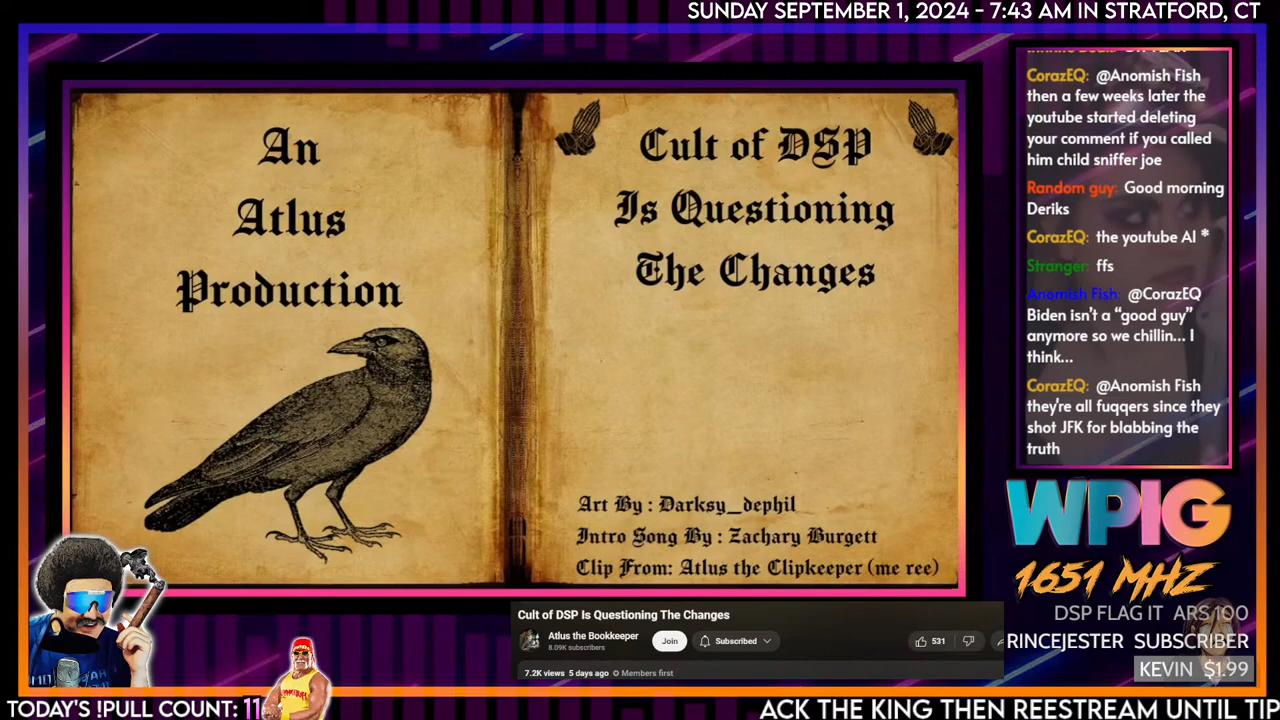 SUNDAY SEPTEMBER 1, 2024 - 7:43 AM IN STRATFORD, CT
An
Atlus
Production
Cult of DSP
Is Questioning
The Changes
Art By : Darksy_dephil
Intro Song By : Zachary Burgett
Clip From: Atlus the Clipkeeper (me ree)
CorazEQ: @Anomish Fish
then a few weeks later the
youtube started deleting
your comment if you called
him child sniffer joe
Random guy: Good morning
Deriks
CorazEQ: the youtube AI *
Stranger: ffs
Anomish Fish: @CorazEQ
Biden isn't a "good guy"
anymore so we chillin... I
think...
CorazEQ: @Anomish Fish
they're all fuqqers since they
shot JFK for blabbing the
truth
WPIG
1651 MHZ
DSP FLAG IT ARS 100
RINCEJESTER SUBSCRIBER
KEVIN $1.99
Cult of DSP Is Questioning The Changes
Atlus the Bookkeeper
8.09K subscribers
Join
Subscribed
531
7.2K views 5 days ago Members first
TODAY'S !PULL COUNT: 11
ACK THE KING THEN REESTREAM UNTIL TIP